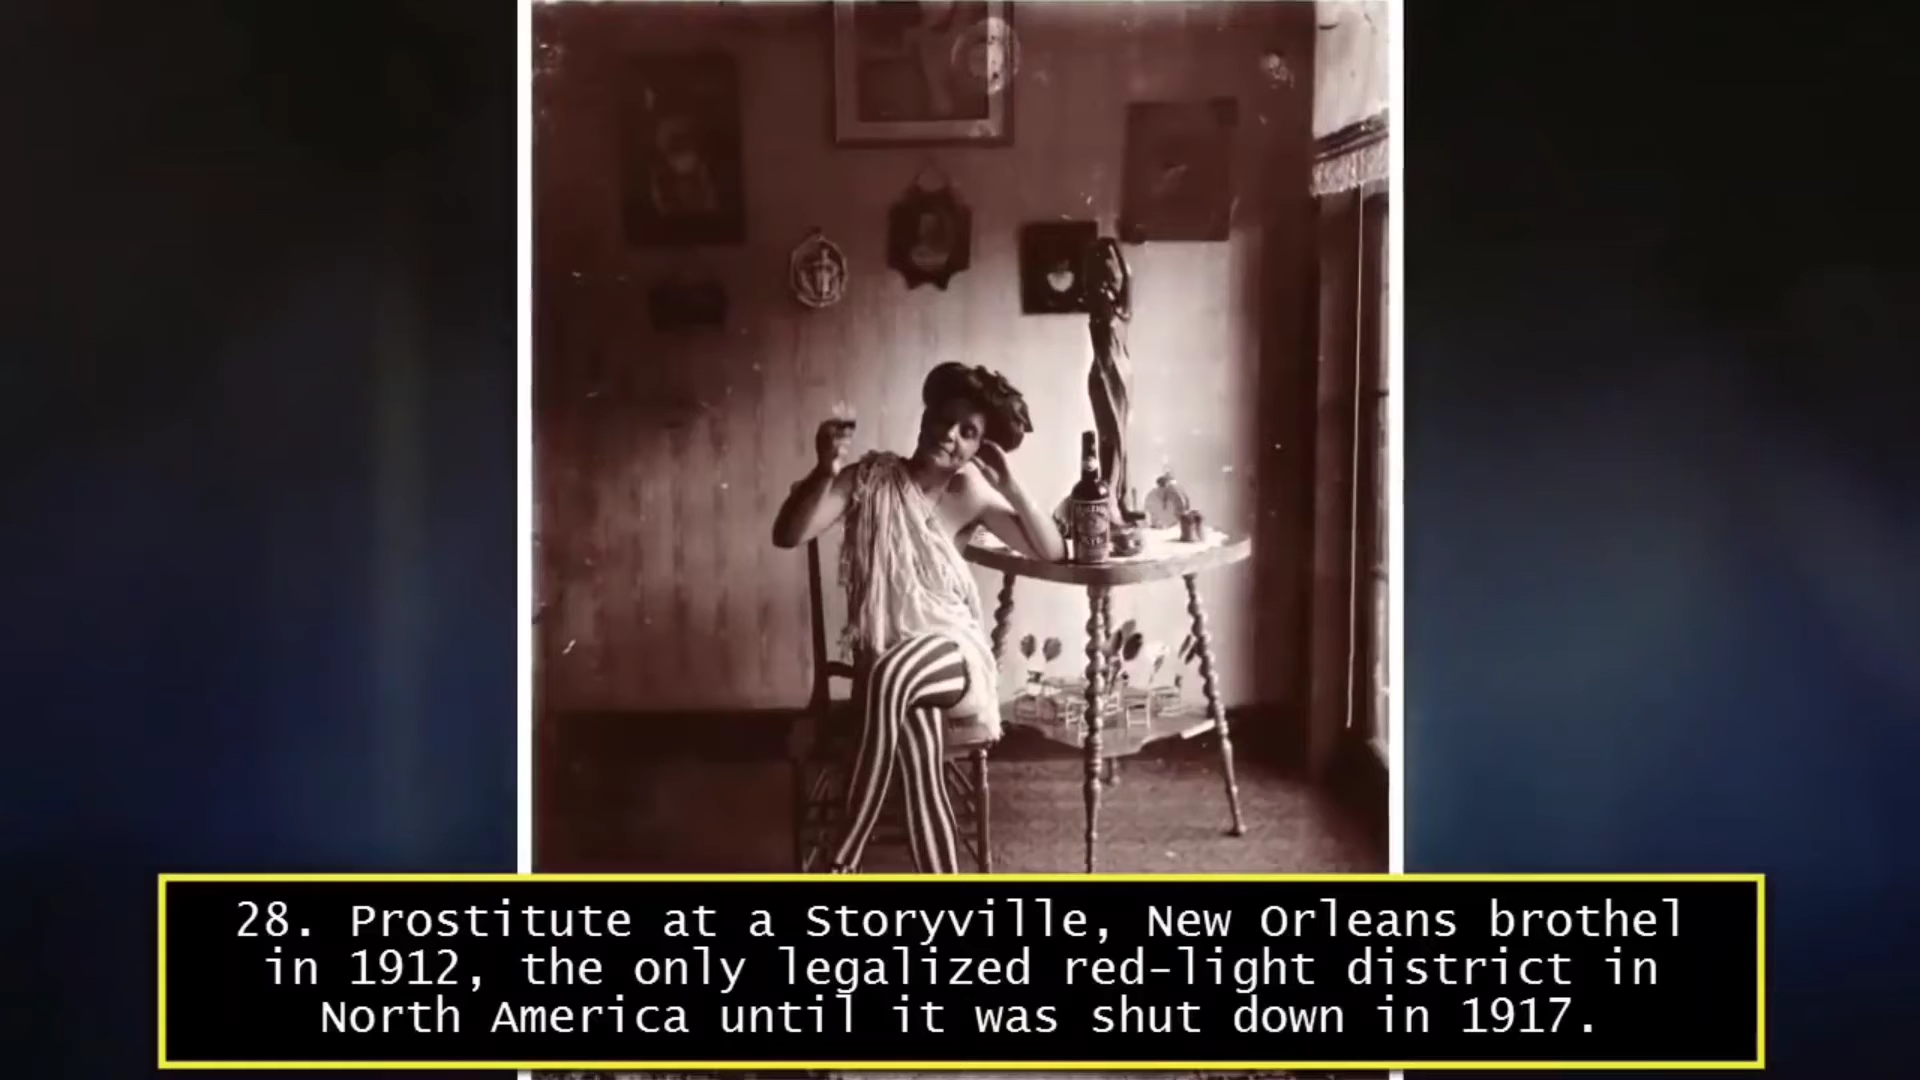 28. Prostitute at a Storyville, New Orleans brothel
in 1912, the only legalized red-light district in
North America until it was shut down in 1917.